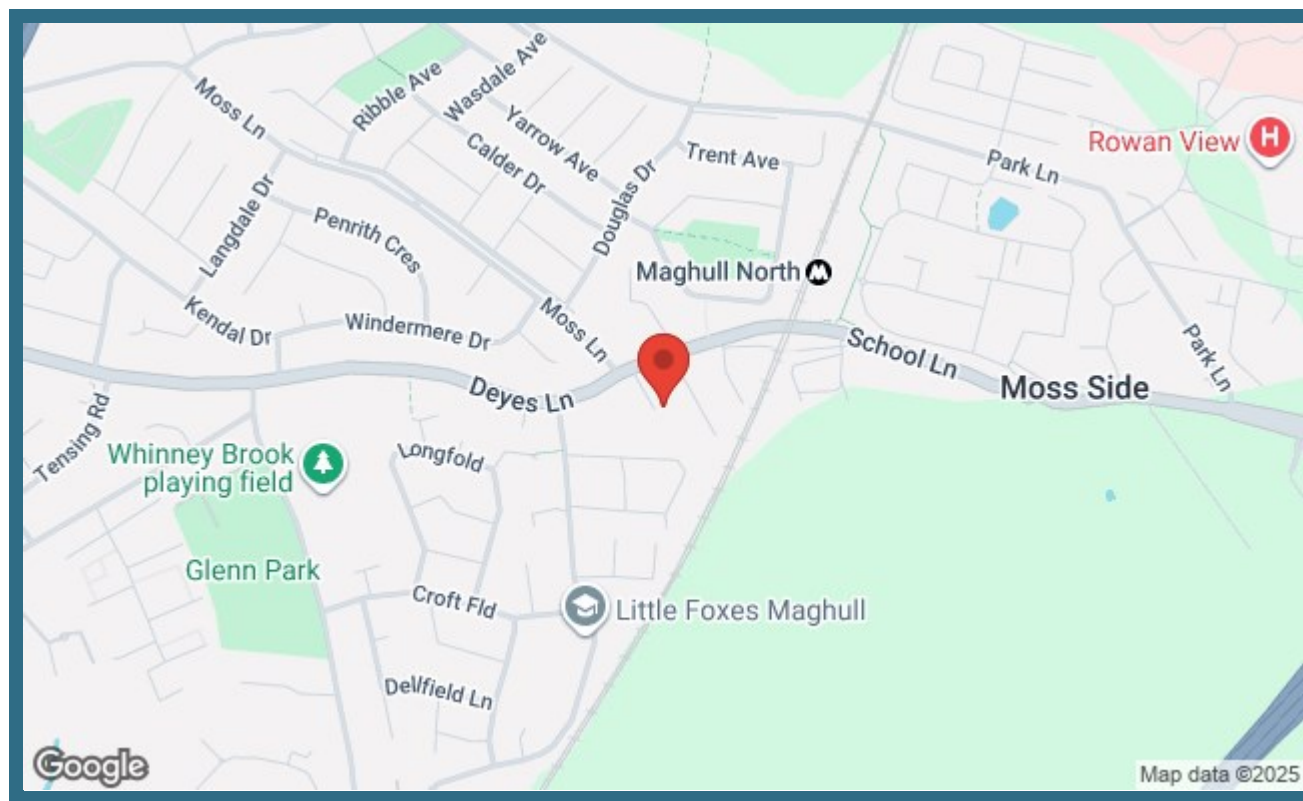 Moss Ln
Ribble Ave
Wasdale Ave
Yarrow Ave
Calder Dr
Trent Ave
Douglas Dr
Park Ln
Rowan View
H
Langdale Dr
Penrith Cres
Maghull North
Kendal Dr
Windermere Dr
Moss Ln
School Ln
Park Ln
Deyes Ln
Moss Side
Tensing Rd
Whinney Brook
playing field
Longfold
Glenn Park
Croft Fld
Little Foxes Maghull
Dellfield Ln
Google
Map data ©2025